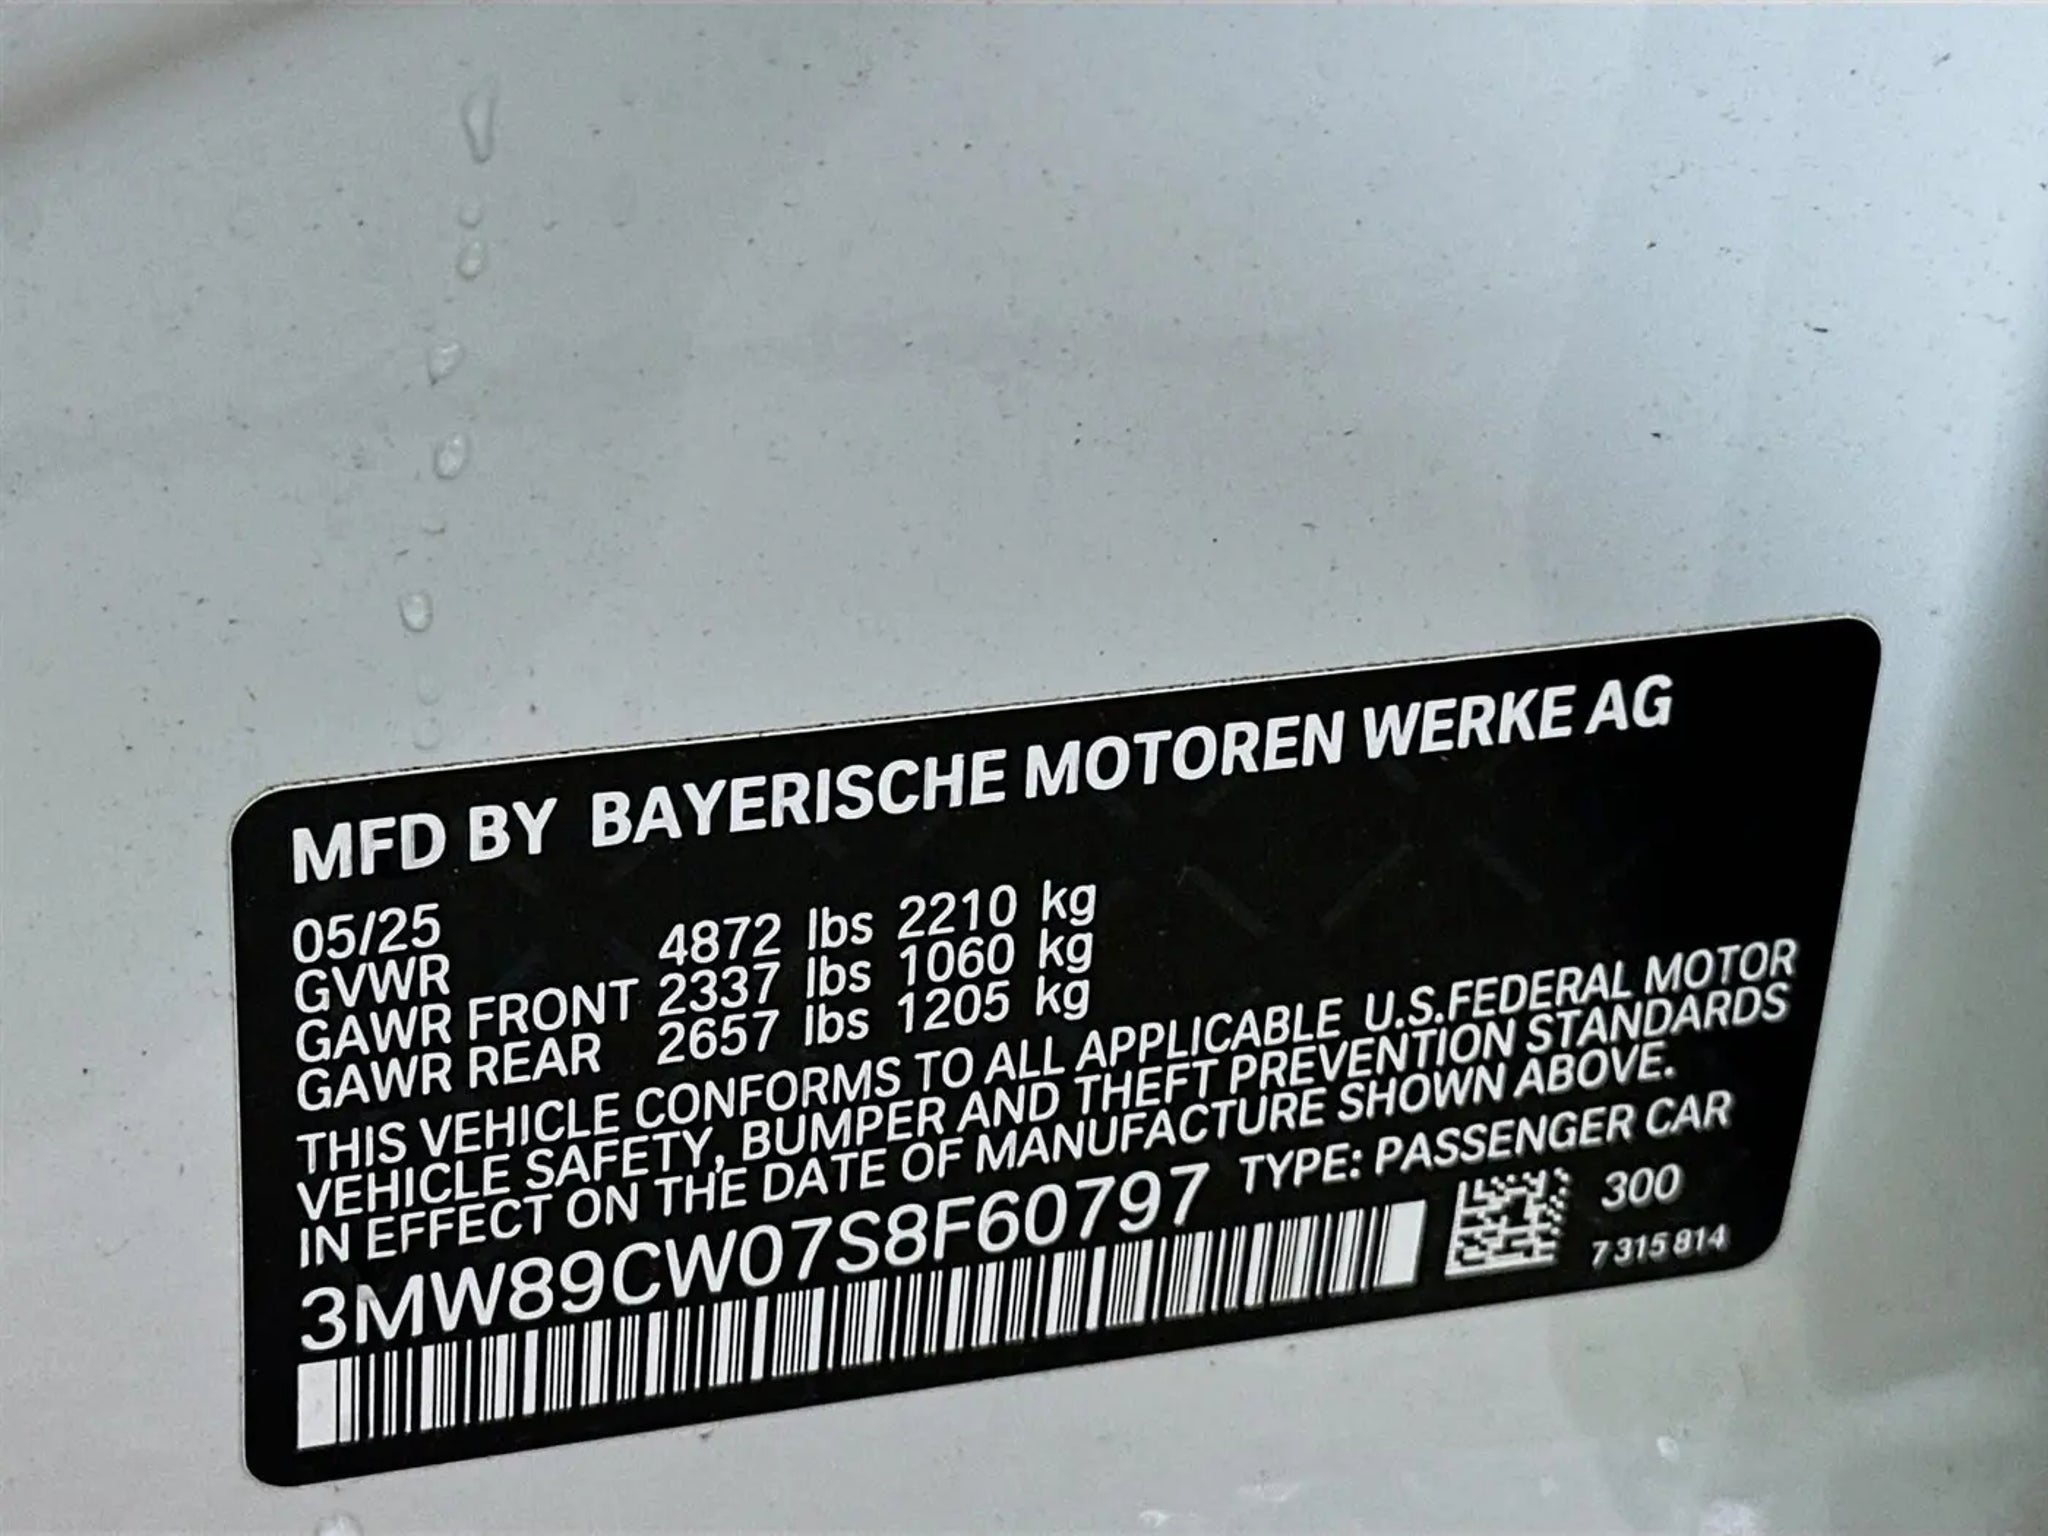 MFD BY BAYERISCHE MOTOREN WERKE AG
05/25
GVWR 4872 lbs 2210 kg
GAWR FRONT 2337 lbs 1060 kg
GAWR REAR 2657 lbs 1205 kg
THIS VEHICLE CONFORMS TO ALL APPLICABLE U.S.FEDERAL MOTOR
VEHICLE SAFETY, BUMPER AND THEFT PREVENTION STANDARDS
IN EFFECT ON THE DATE OF MANUFACTURE SHOWN ABOVE.
3MW89CW07S8F60797 TYPE: PASSENGER CAR
300
7 315 814